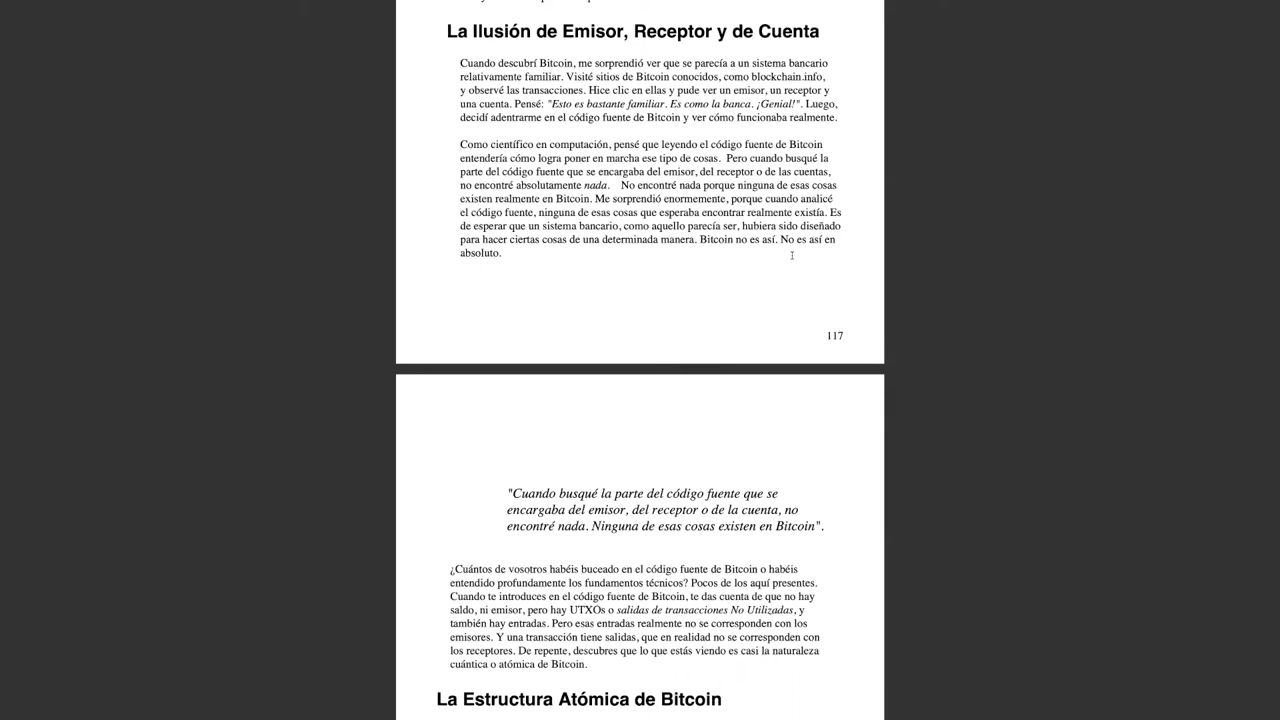 La Ilusión de Emisor, Receptor y de Cuenta
Cuando descubrí Bitcoin, me sorprendió ver que se parecía a un sistema bancario
relativamente familiar. Visité sitios de Bitcoin conocidos, como blockchain.info,
y observé las transacciones. Hice clic en ellas y pude ver un emisor, un receptor y
una cuenta. Pensé: "Esto es bastante familiar. Es como la banca. ¡Genial!". Luego,
decidí adentrarme en el código fuente de Bitcoin y ver cómo funcionaba realmente.
Como científico en computación, pensé que leyendo el código fuente de Bitcoin
entendería cómo logra poner en marcha ese tipo de cosas. Pero cuando busqué la
parte del código fuente que se encargaba del emisor, del receptor o de las cuentas,
no encontré absolutamente nada. No encontré nada porque ninguna de esas cosas
existen realmente en Bitcoin. Me sorprendió enormemente, porque cuando analicé
el código fuente, ninguna de esas cosas que esperaba encontrar realmente existía. Es
de esperar que un sistema bancario, como aquello parecía ser, hubiera sido diseñado
para hacer ciertas cosas de una determinada manera. Bitcoin no es así. No es así en
absoluto.
117
"Cuando busqué la parte del código fuente que se
encargaba del emisor, del receptor o de la cuenta, no
encontré nada. Ninguna de esas cosas existen en Bitcoin".
¿Cuántos de vosotros habéis buceado en el código fuente de Bitcoin o habéis
entendido profundamente los fundamentos técnicos? Pocos de los aquí presentes.
Cuando te introduces en el código fuente de Bitcoin, te das cuenta de que no hay
saldo, ni emisor, pero hay UTXOs o salidas de transacciones No Utilizadas, y
también hay entradas. Pero esas entradas realmente no se corresponden con los
emisores. Y una transacción tiene salidas, que en realidad no se corresponden con
los receptores. De repente, descubres que lo que estás viendo es casi la naturaleza
cuántica o atómica de Bitcoin.
La Estructura Atómica de Bitcoin